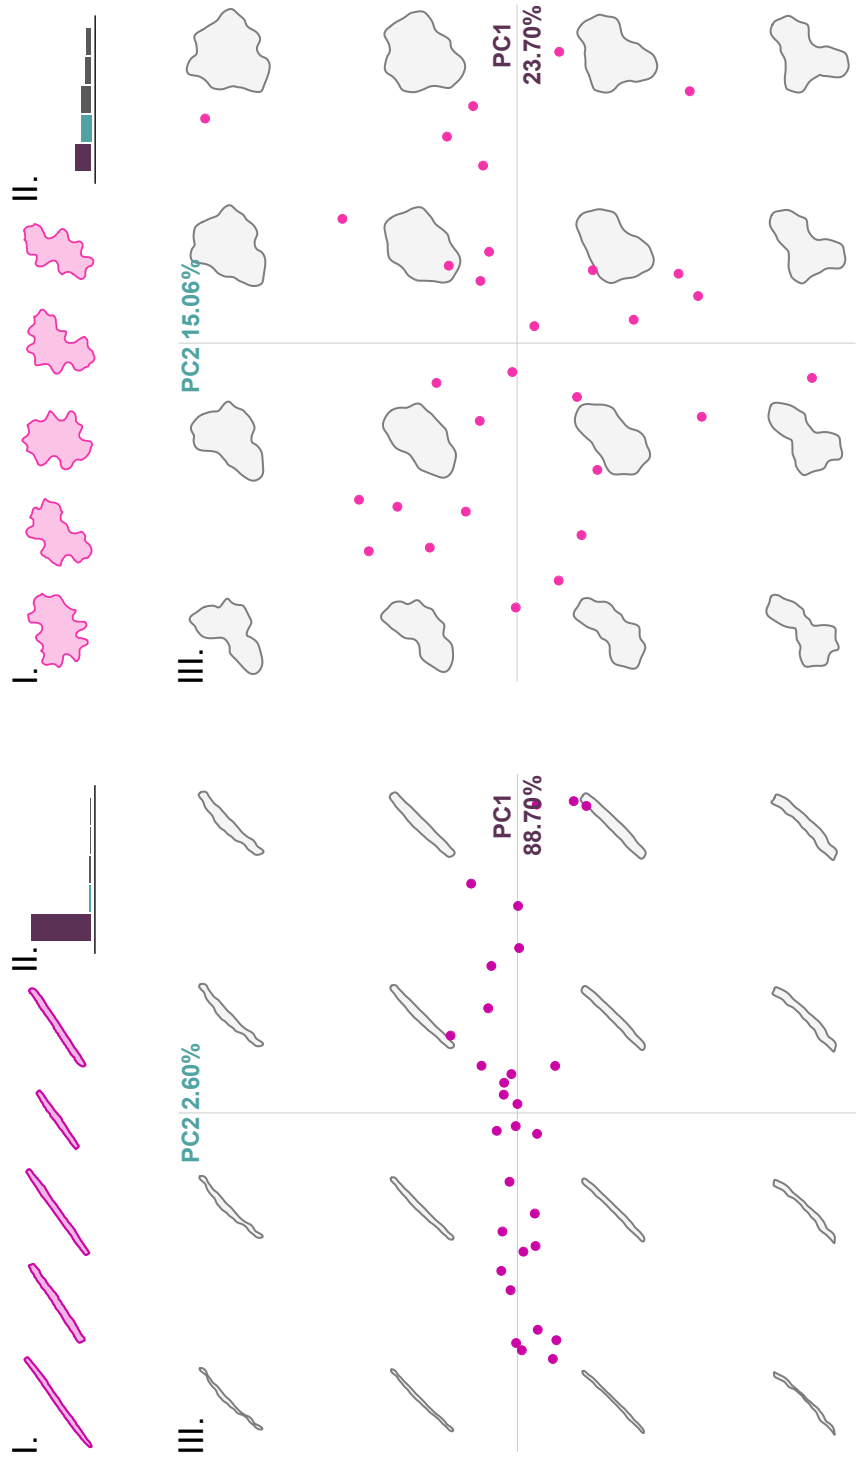 I.
II.
III.
PC2 2.60%
PC1
88.70%
I.
II.
III.
PC2 15.06%
PC1
23.70%